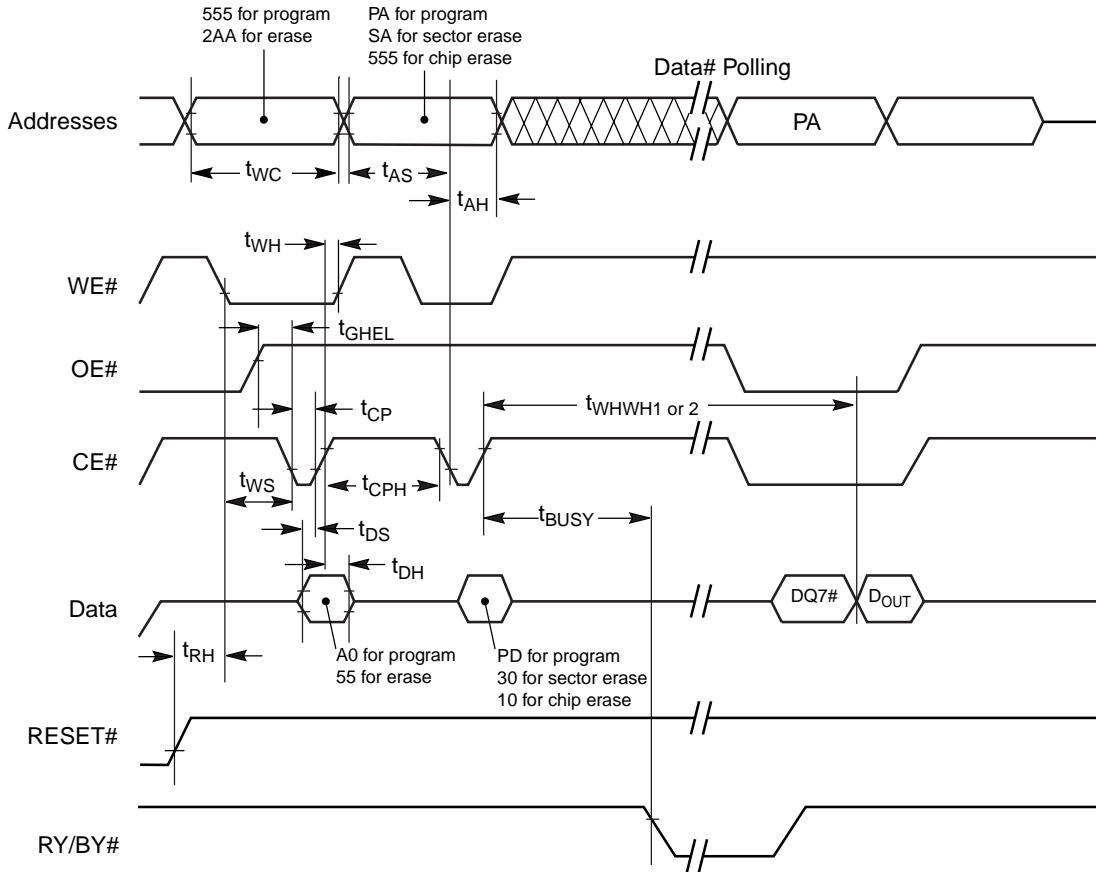 555 for program
2AA for erase
PA for program
SA for sector erase
555 for chip erase
Data# Polling
Addresses
PA
tWC
tAS
tAH
tWH
WE#
tGHEL
OE#
tWHWH1 or 2
tCP
CE#
tWS
tCPH
tBUSY
tDS
tDH
Data
DQ7#
DOUT
tRH
A0 for program
55 for erase
PD for program
30 for sector erase
10 for chip erase
RESET#
RY/BY#